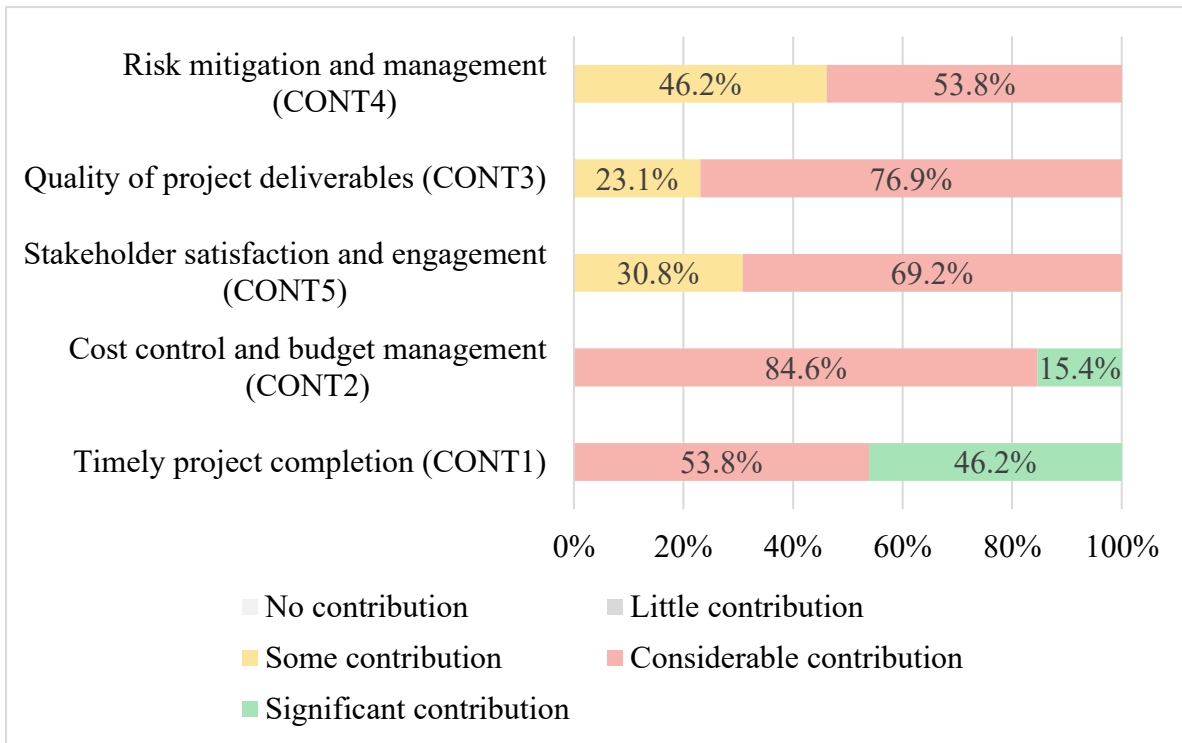 Risk mitigation and management
(CONT4)
46.2% 53.8%
Quality of project deliverables (CONT3)
23.1% 76.9%
Stakeholder satisfaction and engagement
(CONT5)
30.8% 69.2%
Cost control and budget management
(CONT2)
84.6% 15.4%
Timely project completion (CONT1)
53.8% 46.2%
0% 20% 40% 60% 80% 100%
No contribution Little contribution
Some contribution Considerable contribution
Significant contribution